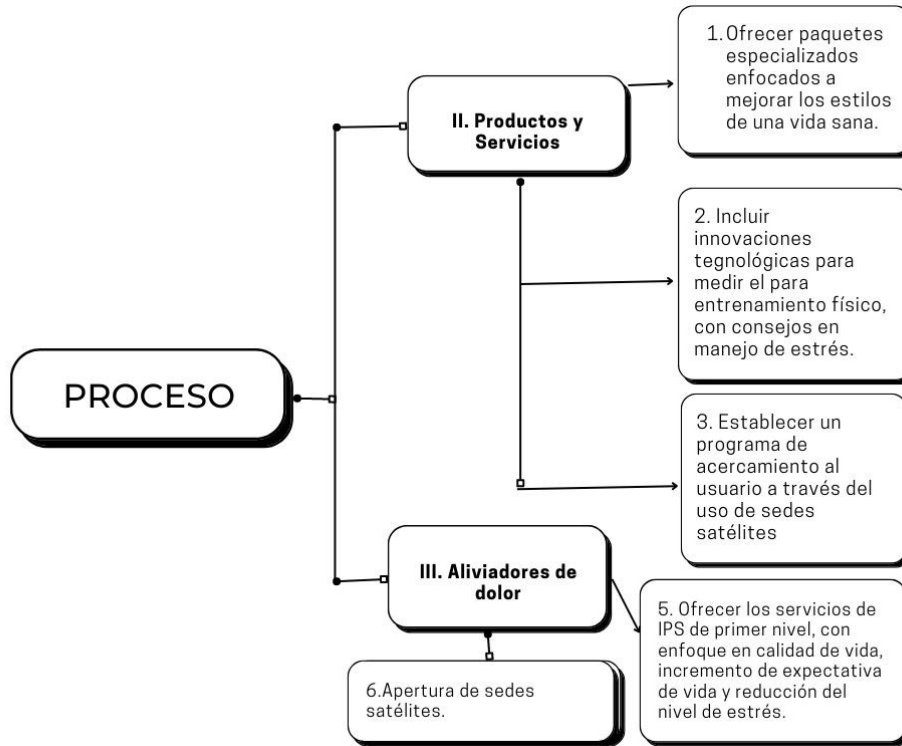 PROCESO
II. Productos y
Servicios
1. Ofrecer paquetes
especializados
enfocados a
mejorar los estilos
de una vida sana.
2. Incluir
innovaciones
tegnológicas para
medir el para
entrenamiento físico,
con consejos en
manejo de estrés.
3. Establecer un
programa de
acercamiento al
usuario a través del
uso de sedes
satélites
III. Aliviadores de
dolor
5. Ofrecer los servicios de
IPS de primer nivel, con
enfoque en calidad de vida,
incremento de expectativa
de vida y reducción del
nivel de estrés.
6.Apertura de sedes
satélites.